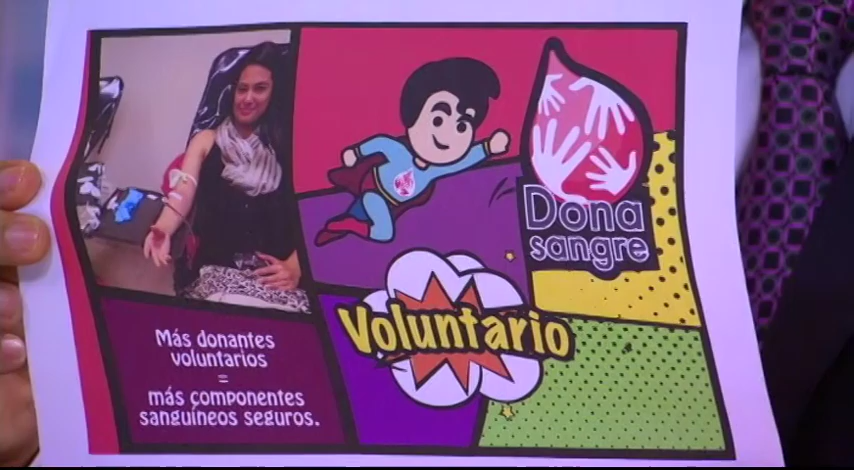 Dona
sangre
Voluntario
Más donantes
voluntarios
=
más componentes
sanguíneos seguros.